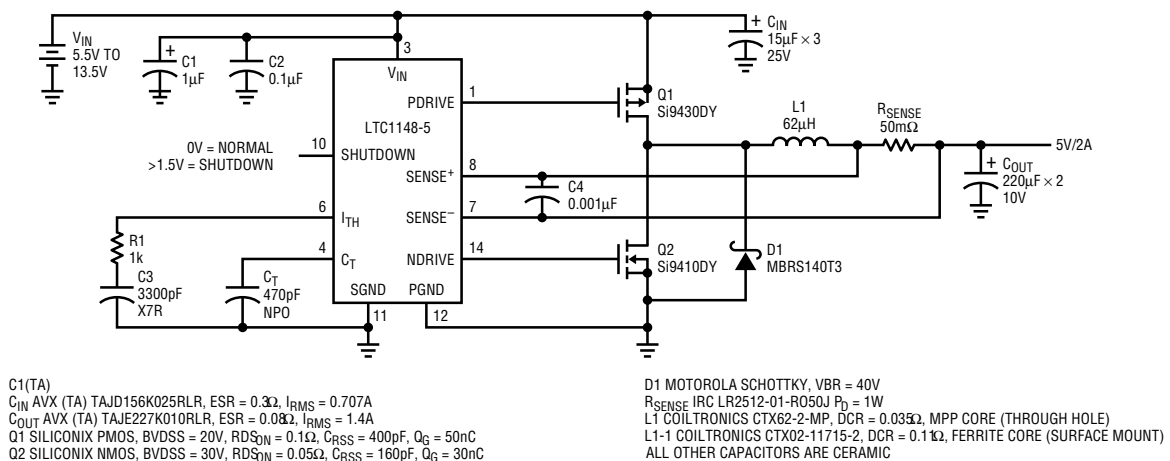 V_IN
5.5V TO
13.5V
C1
1µF
C2
0.1µF
+
3
V_IN
+
C_IN
15µF × 3
25V
PDRIVE
1
Q1
Si9430DY
LTC1148-5
L1
62µH
R_SENSE
50mΩ
5V/2A
0V = NORMAL
>1.5V = SHUTDOWN
10
SHUTDOWN
SENSE+
8
+
C_OUT
220µF × 2
10V
C4
0.001µF
6
I_TH
SENSE−
7
R1
1k
4
C_T
NDRIVE
14
Q2
Si9410DY
D1
MBRS140T3
C3
3300pF
X7R
C_T
470pF
NPO
SGND
PGND
11
12
C1(TA)
C_IN AVX (TA) TAJD156K025RLR, ESR = 0.3Ω, I_RMS = 0.707A
C_OUT AVX (TA) TAJE227K010RLR, ESR = 0.08Ω, I_RMS = 1.4A
Q1 SILICONIX PMOS, BVDSS = 20V, RDS_ON = 0.1Ω, C_RSS = 400pF, Q_G = 50nC
Q2 SILICONIX NMOS, BVDSS = 30V, RDS_ON = 0.05Ω, C_RSS = 160pF, Q_G = 30nC
D1 MOTOROLA SCHOTTKY, VBR = 40V
R_SENSE IRC LR2512-01-RO50J P_D = 1W
L1 COILTRONICS CTX62-2-MP, DCR = 0.035Ω, MPP CORE (THROUGH HOLE)
L1-1 COILTRONICS CTX02-11715-2, DCR = 0.11Ω, FERRITE CORE (SURFACE MOUNT)
ALL OTHER CAPACITORS ARE CERAMIC